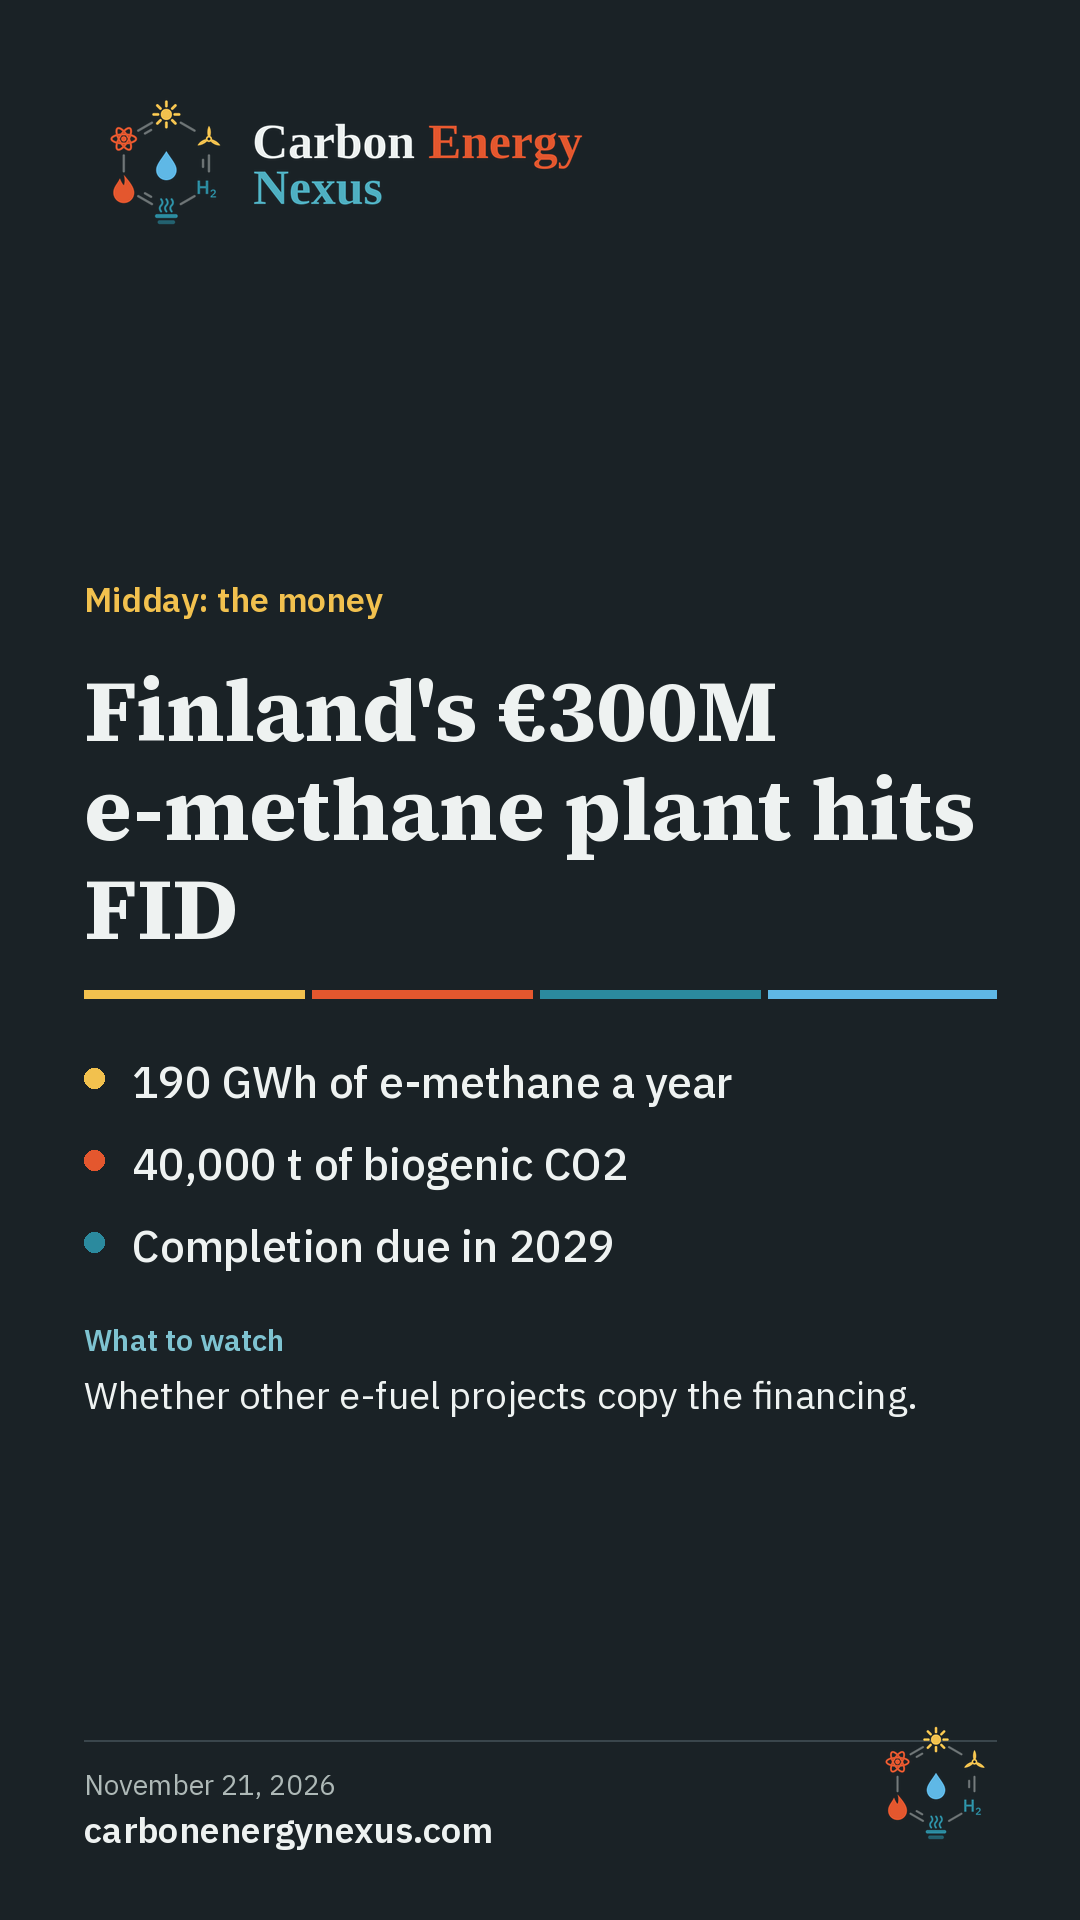 Carbon Energy
Nexus
H₂
Midday: the money
Finland's €300M
e-methane plant hits
FID
190 GWh of e-methane a year
40,000 t of biogenic CO2
Completion due in 2029
What to watch
Whether other e-fuel projects copy the financing.
November 21, 2026
carbonenergynexus.com
H₂